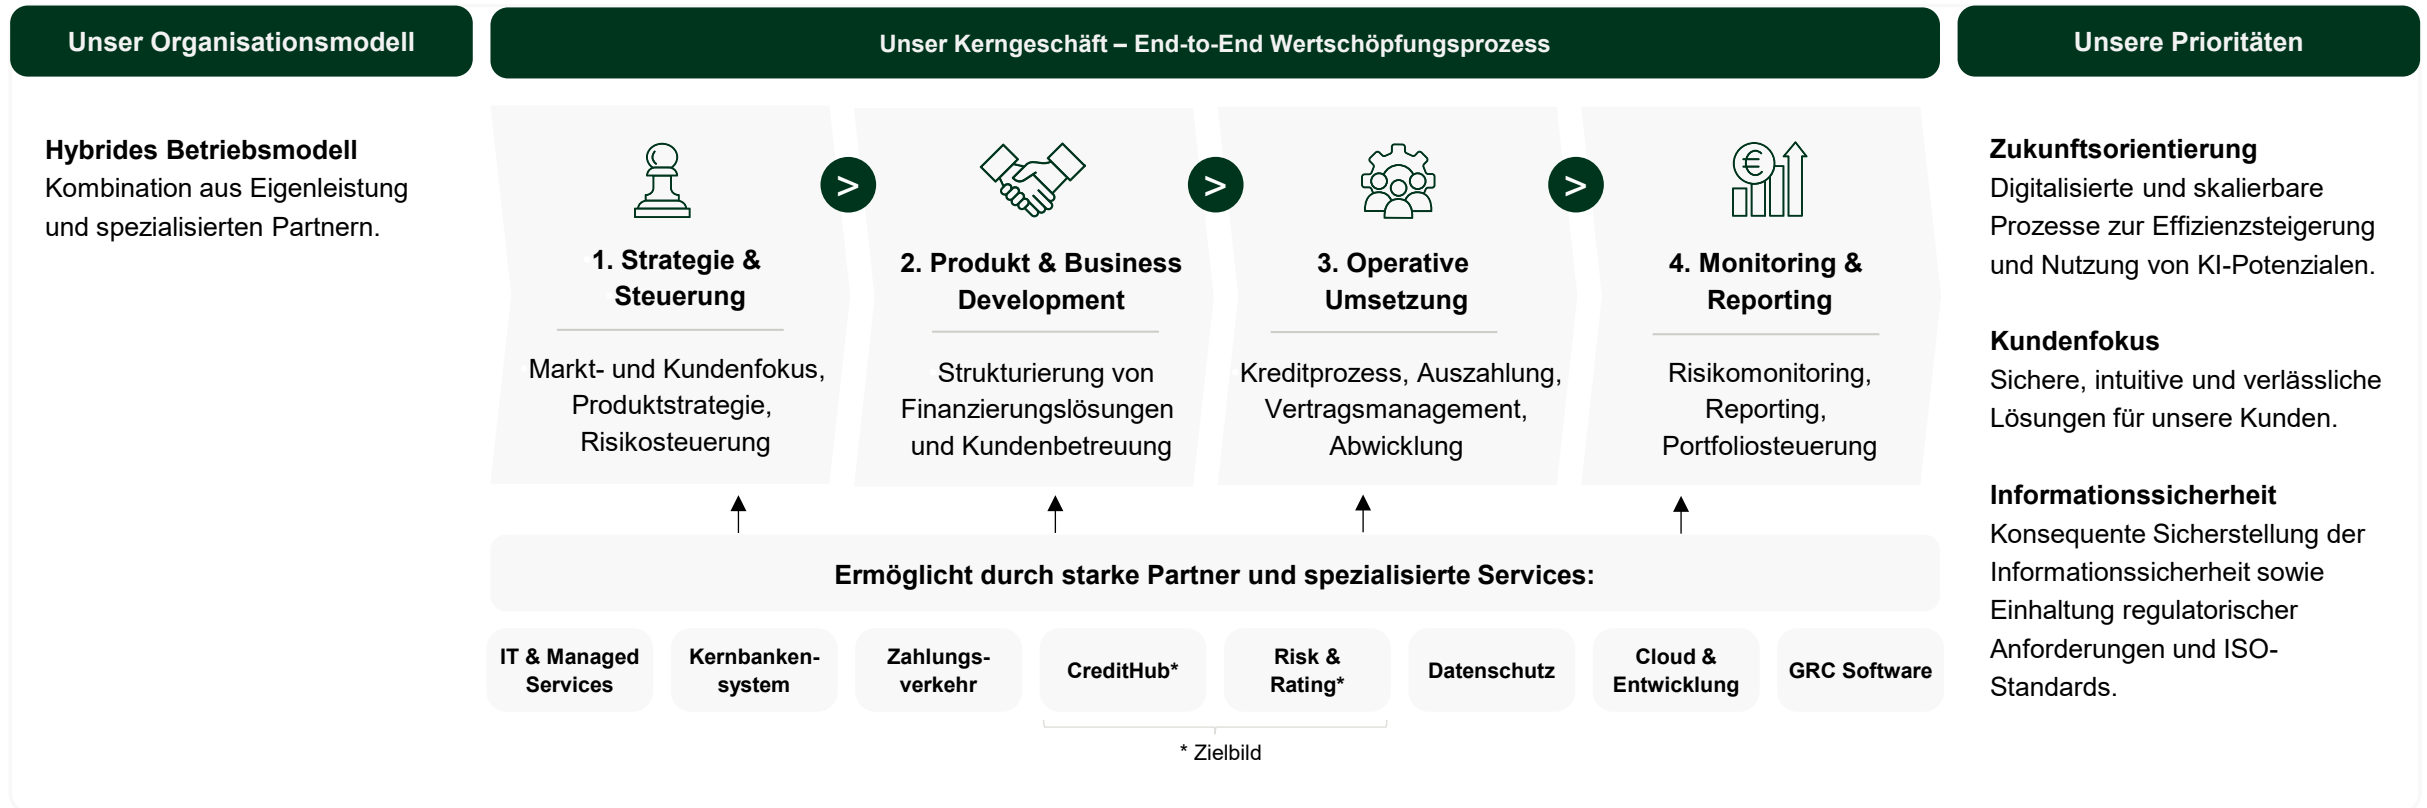 Unser Organisationsmodell
Hybrides Betriebsmodell
Kombination aus Eigenleistung
und spezialisierten Partnern.
Unser Kerngeschäft – End-to-End Wertschöpfungsprozess
>
>
>
1. Strategie &
Steuerung
Markt- und Kundenfokus,
Produktstrategie,
Risikosteuerung
2. Produkt & Business
Development
Strukturierung von
Finanzierungslösungen
und Kundenbetreuung
3. Operative
Umsetzung
Kreditprozess, Auszahlung,
Vertragsmanagement,
Abwicklung
€
4. Monitoring &
Reporting
Risikomonitoring,
Reporting,
Portfoliosteuerung
Ermöglicht durch starke Partner und spezialisierte Services:
IT & Managed
Services
Kernbanken-
system
Zahlungs-
verkehr
CreditHub*
Risk &
Rating*
Datenschutz
Cloud &
Entwicklung
GRC Software
* Zielbild
Unsere Prioritäten
Zukunftsorientierung
Digitalisierte und skalierbare
Prozesse zur Effizienzsteigerung
und Nutzung von KI-Potenzialen.
Kundenfokus
Sichere, intuitive und verlässliche
Lösungen für unsere Kunden.
Informationssicherheit
Konsequente Sicherstellung der
Informationssicherheit sowie
Einhaltung regulatorischer
Anforderungen und ISO-
Standards.